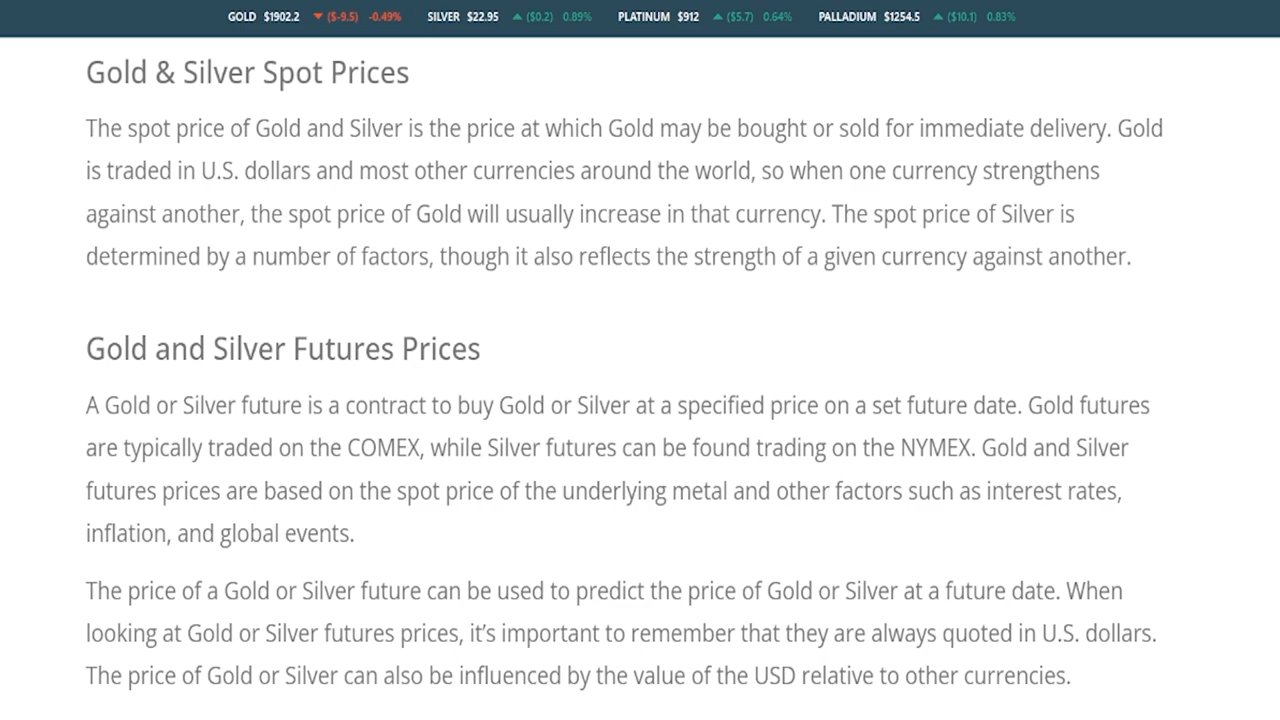 GOLD $1902.2 ▼ ($-9.5) -0.49% SILVER $22.95 ▲ ($0.2) 0.89% PLATINUM $912 ▲ ($5.7) 0.64% PALLADIUM $1254.5 ▲ ($10.1) 0.83%
Gold & Silver Spot Prices
The spot price of Gold and Silver is the price at which Gold may be bought or sold for immediate delivery. Gold
is traded in U.S. dollars and most other currencies around the world, so when one currency strengthens
against another, the spot price of Gold will usually increase in that currency. The spot price of Silver is
determined by a number of factors, though it also reflects the strength of a given currency against another.
Gold and Silver Futures Prices
A Gold or Silver future is a contract to buy Gold or Silver at a specified price on a set future date. Gold futures
are typically traded on the COMEX, while Silver futures can be found trading on the NYMEX. Gold and Silver
futures prices are based on the spot price of the underlying metal and other factors such as interest rates,
inflation, and global events.
The price of a Gold or Silver future can be used to predict the price of Gold or Silver at a future date. When
looking at Gold or Silver futures prices, it’s important to remember that they are always quoted in U.S. dollars.
The price of Gold or Silver can also be influenced by the value of the USD relative to other currencies.